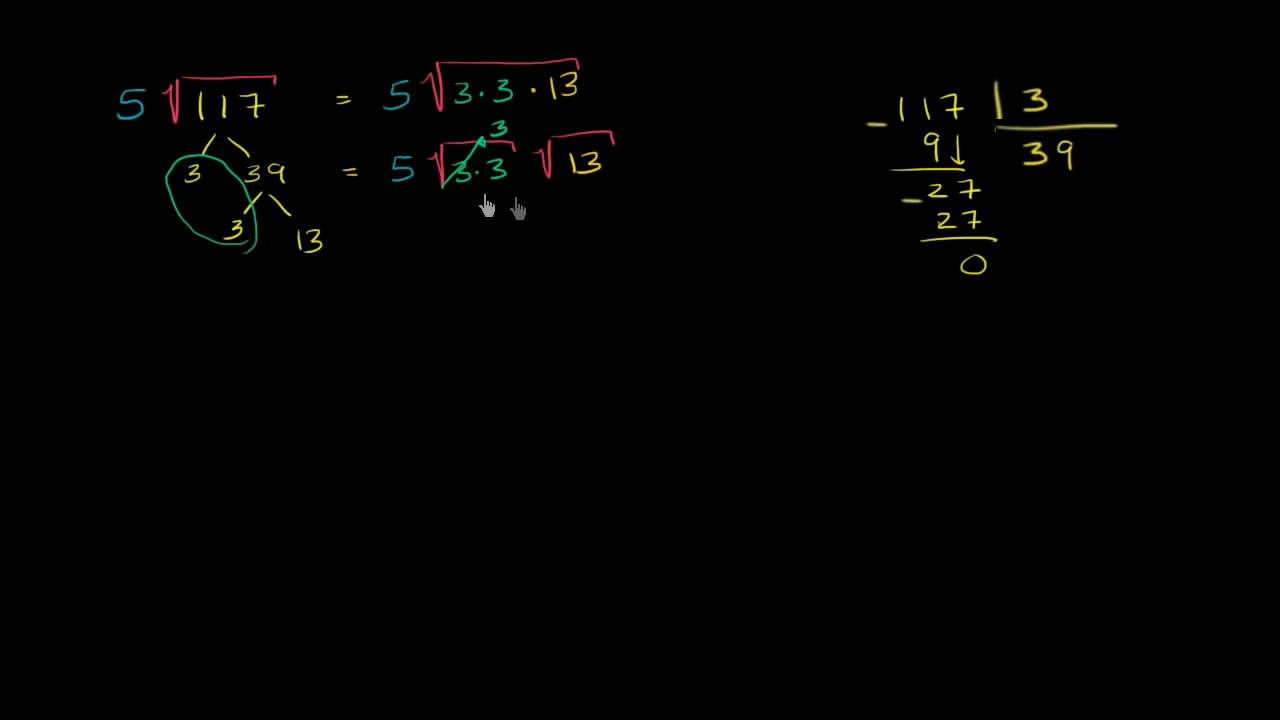 5 √117 = 5 √3·3·13
3 39 = 5 √3·3 3 √13
3 13
- 117 | 3
9↓ 39
- 27
27
0